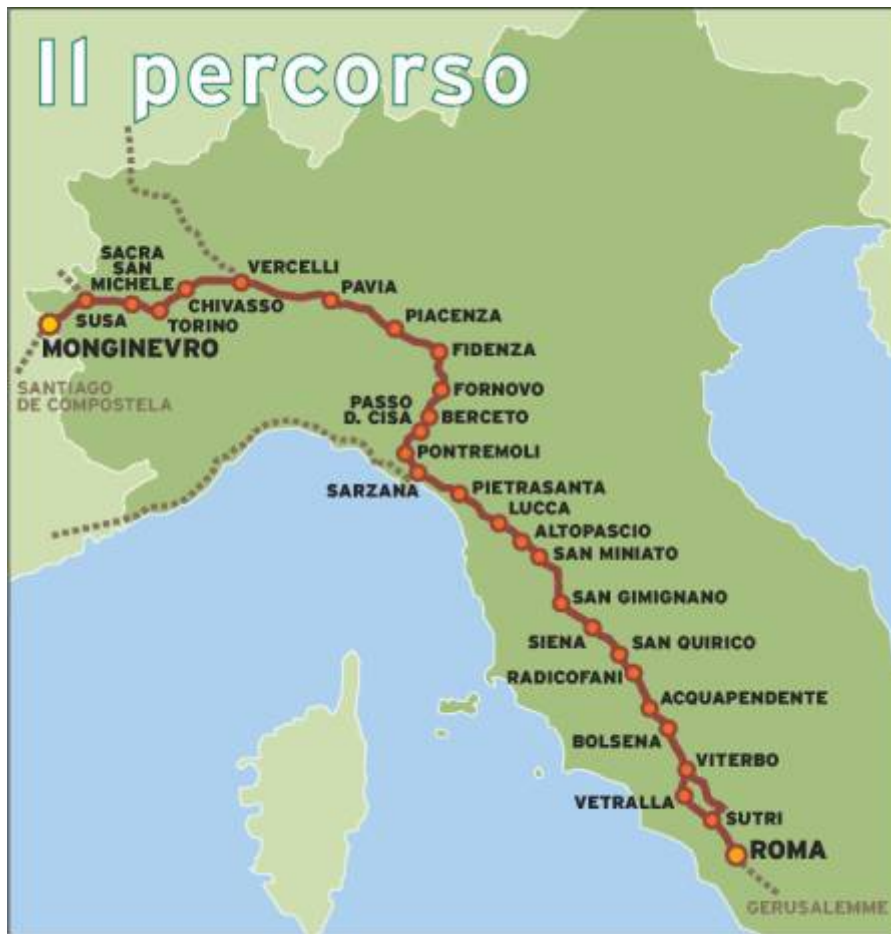 Il percorso
SACRA
SAN
MICHELE
VERCELLI
PAVIA
CHIVASSO
SUSA
TORINO
PIACENZA
MONGINEVRO
FIDENZA
SANTIAGO
DE COMPOSTELA
FORNOVO
PASSO
D. CISA
BERCETO
PONTREMOLI
SARZANA
PIETRASANTA
LUCCA
ALTOPASCIO
SAN MINIATO
SAN GIMIGNANO
SIENA
SAN QUIRICO
RADICOFANI
ACQUAPENDENTE
BOLSENA
VITERBO
VETRALLA
SUTRI
ROMA
GERUSALEMME